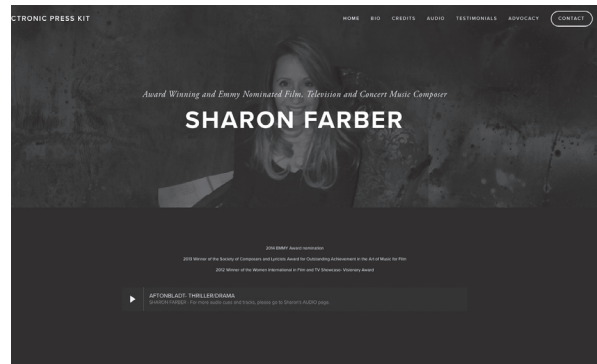 CTRONIC PRESS KIT
HOME BIO CREDITS AUDIO TESTIMONIALS ADVOCACY CONTACT
Award Winning and Emmy Nominated Film, Television and Concert Music Composer
SHARON FARBER
2014 EMMY Award nomination
2013 Winner of the Society of Composers and Lyricists Award for Outstanding Achievement in the Art of Music for Film
2012 Winner of the Women International in Film and TV Showcase- Visionary Award
AFTONBLADT- THRILLER/DRAMA
SHARON FARBER - For more audio cues and tracks, please go to Sharon's AUDIO page.